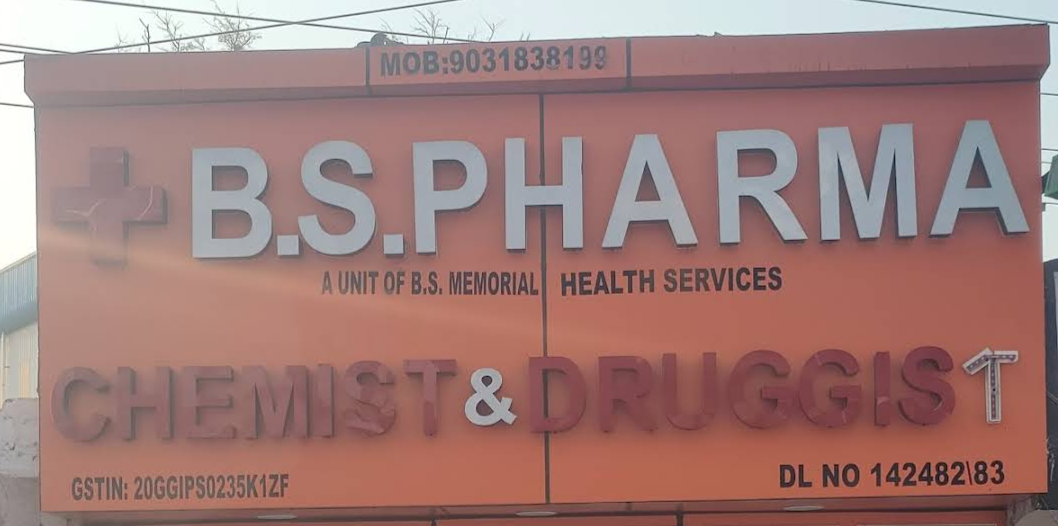 MOB:9031838199
B.S.PHARMA
A UNIT OF B.S. MEMORIAL HEALTH SERVICES
CHEMIST & DRUGGIST
GSTIN: 20GGIPS0235K1ZF
DL NO 142482\83